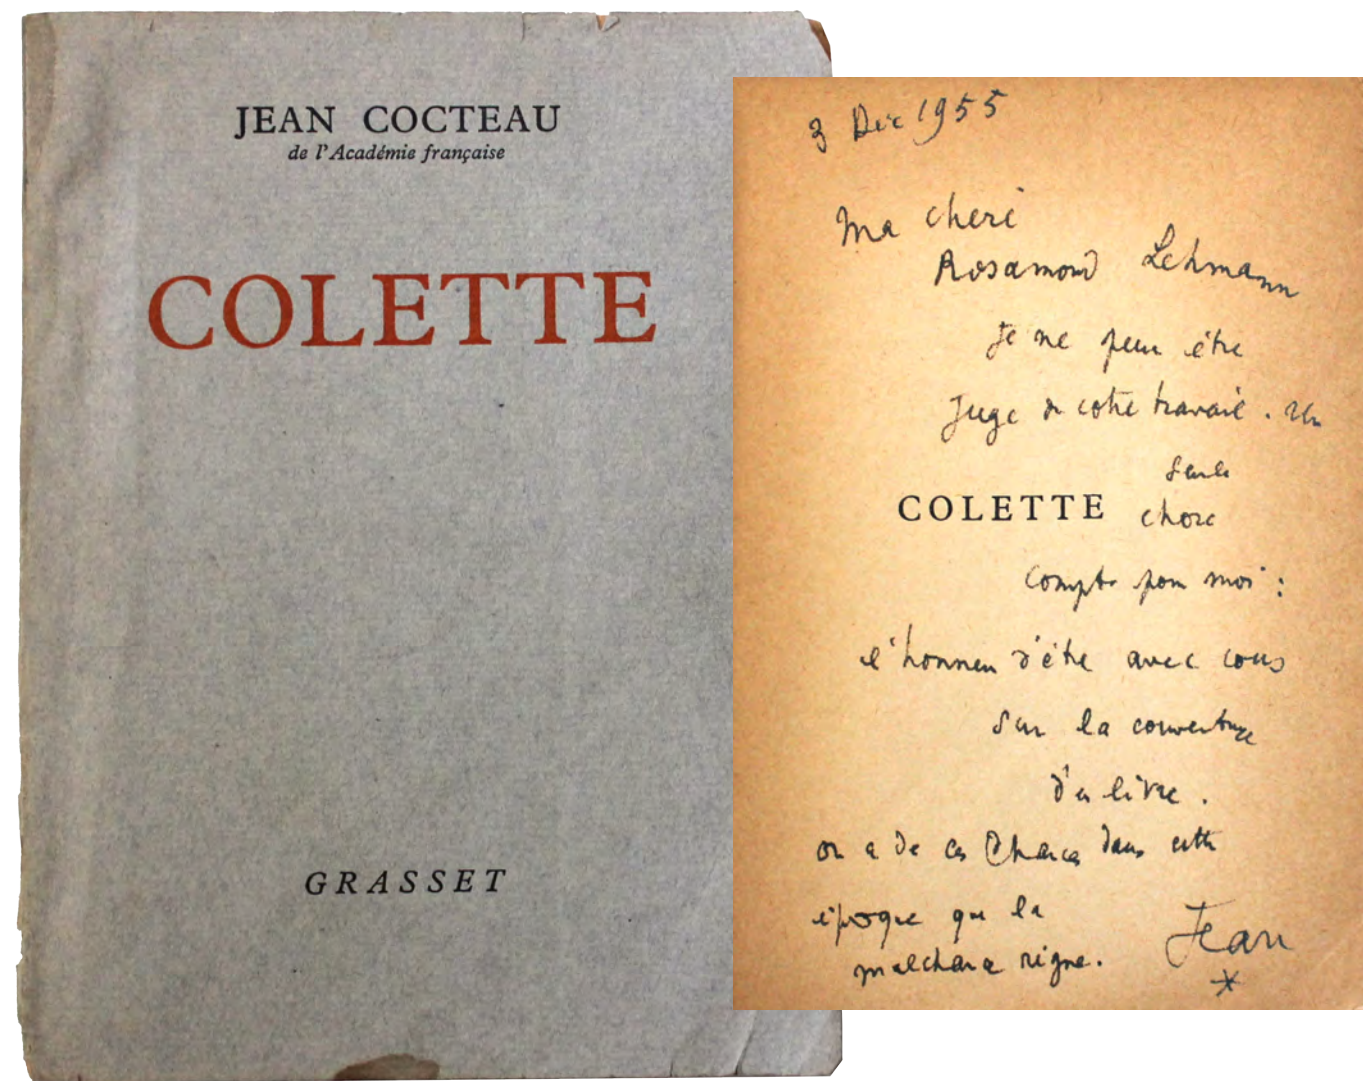 JEAN COCTEAU
de l'Académie française
COLETTE
GRASSET
3 Dec 1955
Ma cheri
Rosamond Lehmann
Je ne peux être
juge de votre travail. Une
seule
COLETTE chose
compte pour moi :
l'honneur d'être avec vous
sur la couverture
d'un livre.
on a de ces chances dans cette
époque que la
malchance règne.
Jean